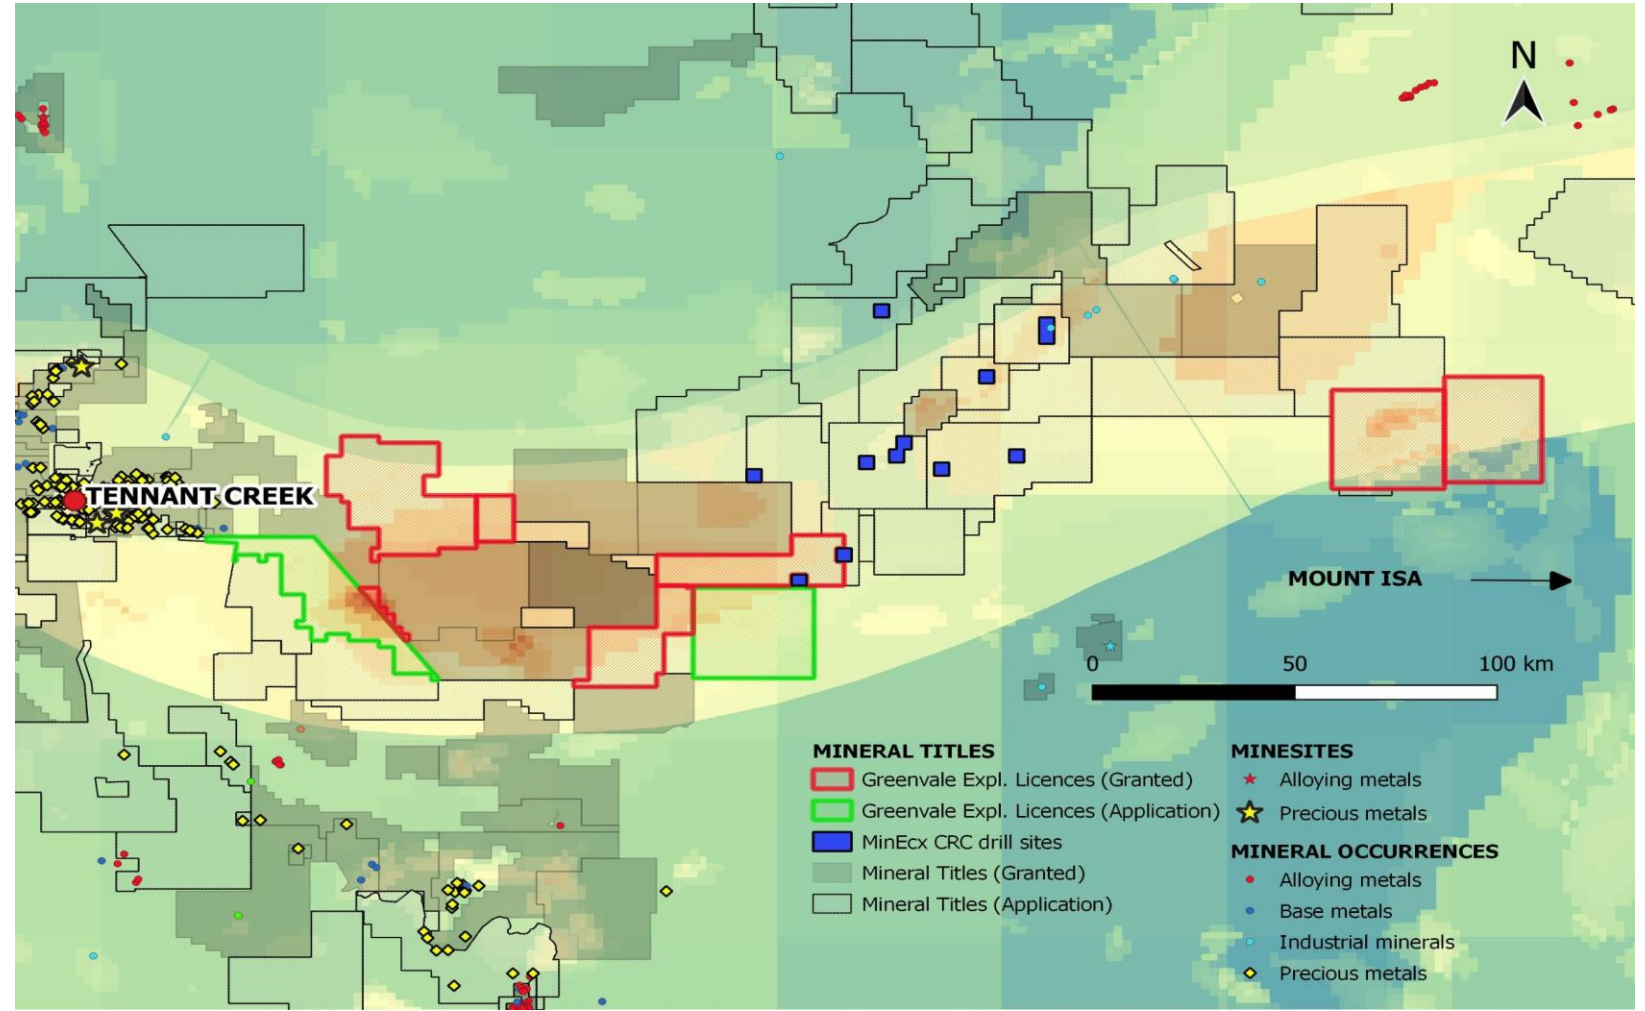 N
TENNANT CREEK
MOUNT ISA
0 50 100 km
MINERAL TITLES
Greenvale Expl. Licences (Granted)
Greenvale Expl. Licences (Application)
MinEcx CRC drill sites
Mineral Titles (Granted)
Mineral Titles (Application)
MINESITES
Alloying metals
Precious metals
MINERAL OCCURRENCES
Alloying metals
Base metals
Industrial minerals
Precious metals